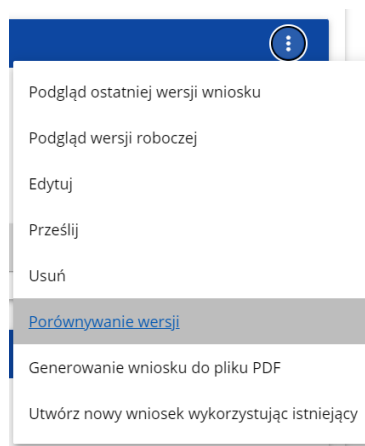 Podgląd ostatniej wersji wniosku
Podgląd wersji roboczej
Edytuj
Prześlij
Usuń
Porównywanie wersji
Generowanie wniosku do pliku PDF
Utwórz nowy wniosek wykorzystując istniejący